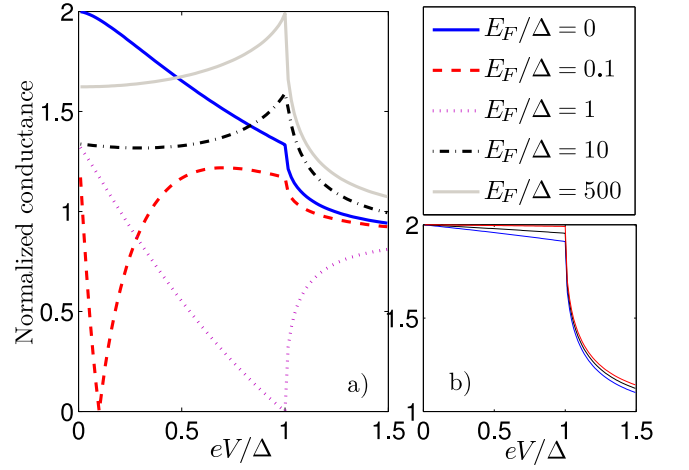 2
1.5
1
0.5
0
0
0.5
1
1.5
Normalized conductance
eV/Δ
a)
E_F/Δ = 0
E_F/Δ = 0.1
E_F/Δ = 1
E_F/Δ = 10
E_F/Δ = 500
2
1.5
1
0
0.5
1
1.5
eV/Δ
b)